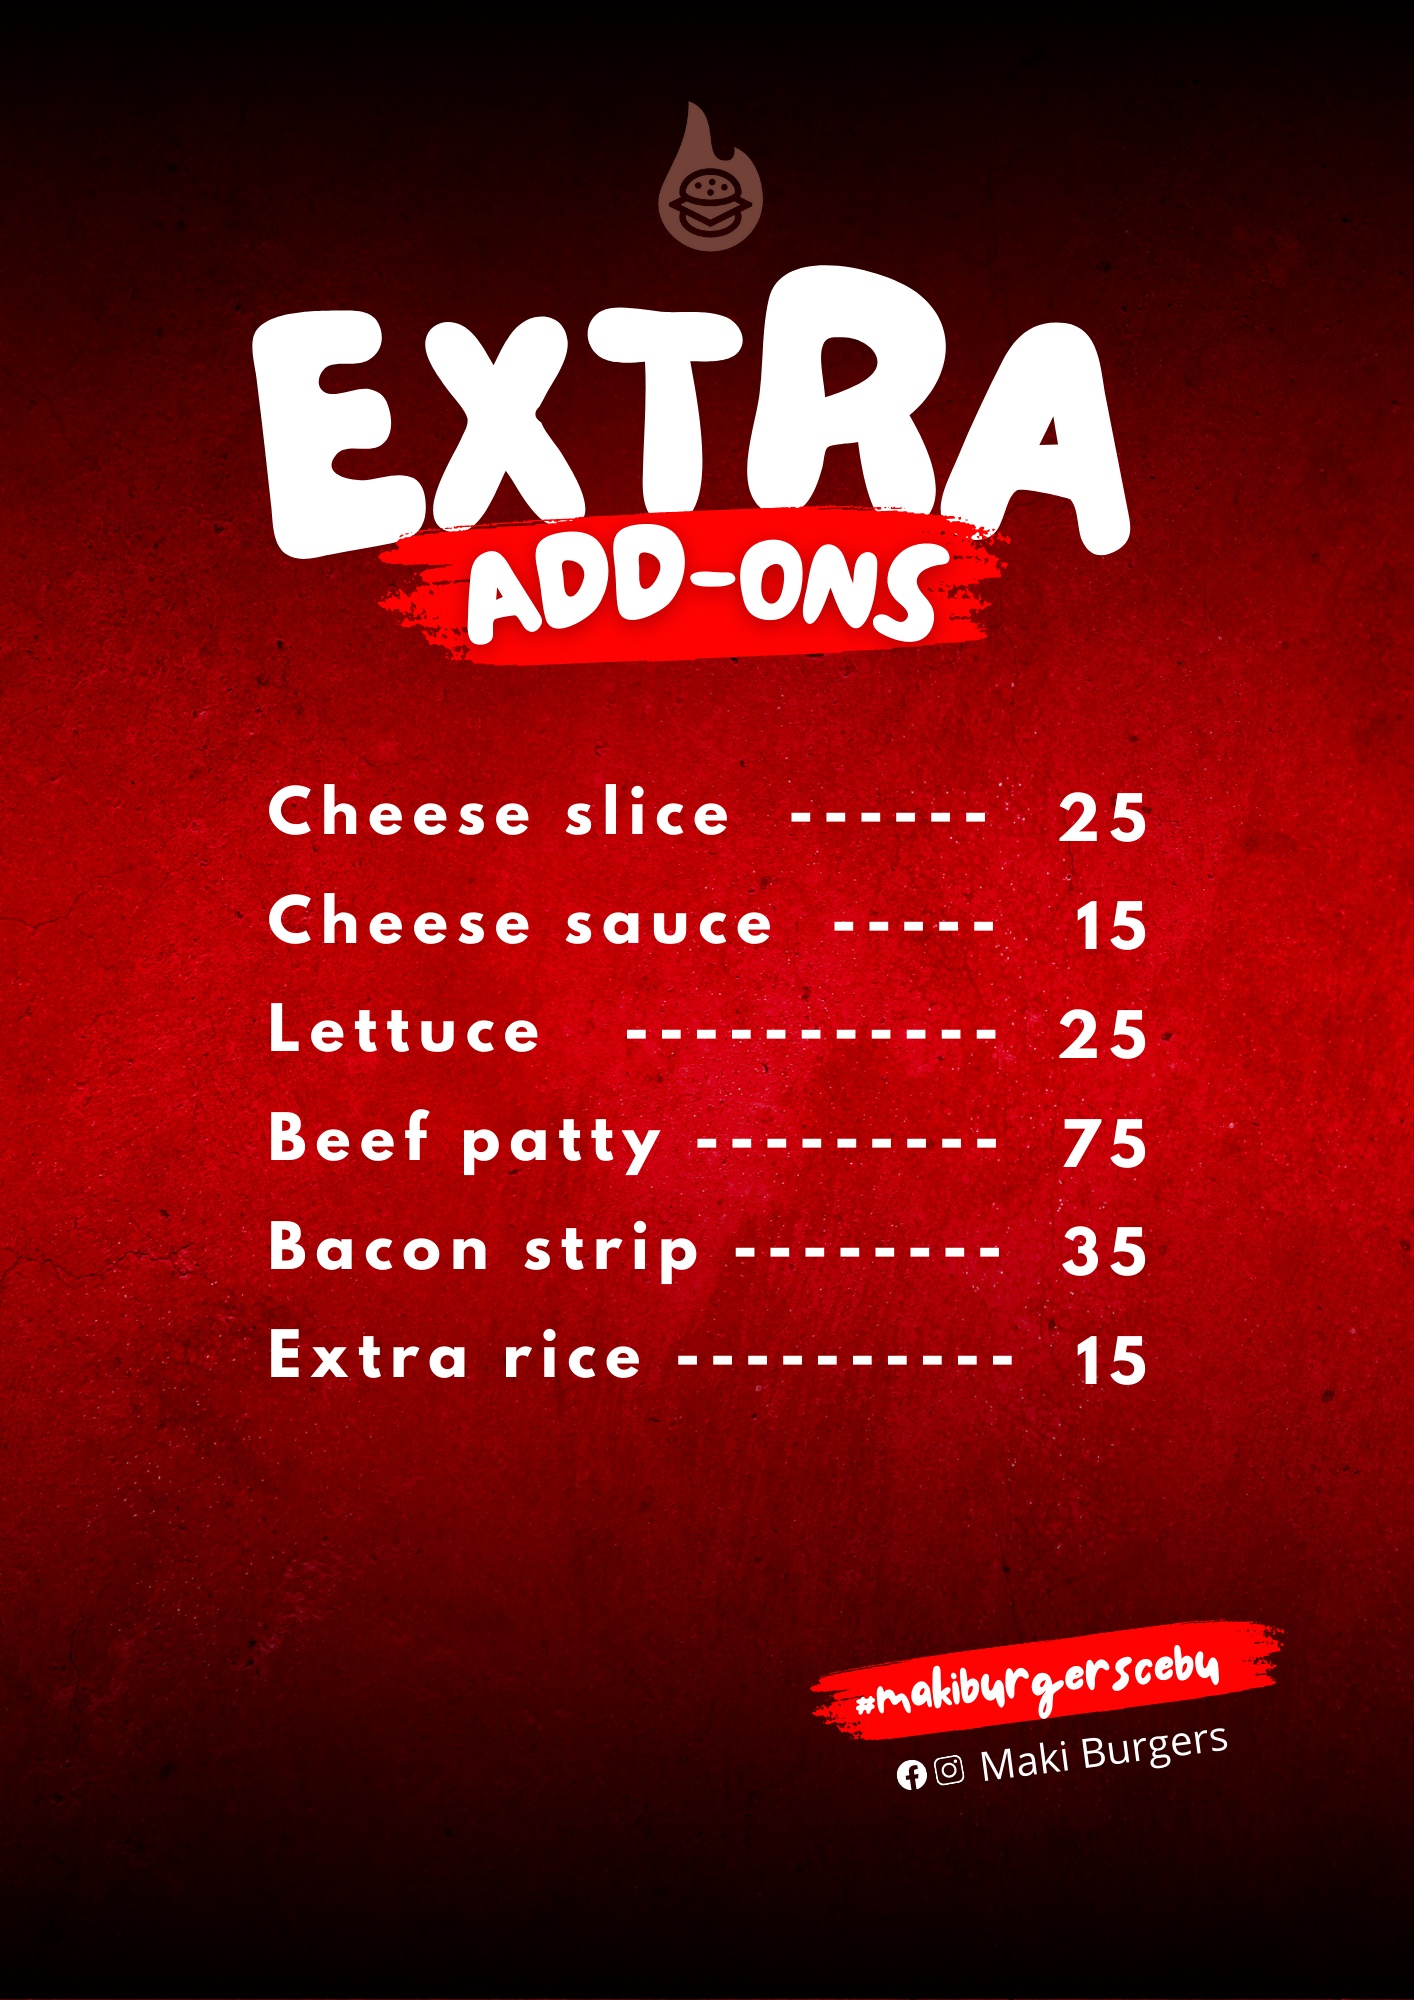 EXTRA
ADD-ONS
Cheese slice ------ 25
Cheese sauce ----- 15
Lettuce ----------- 25
Beef patty --------- 75
Bacon strip -------- 35
Extra rice ---------- 15
#makiburgerscebu
Maki Burgers